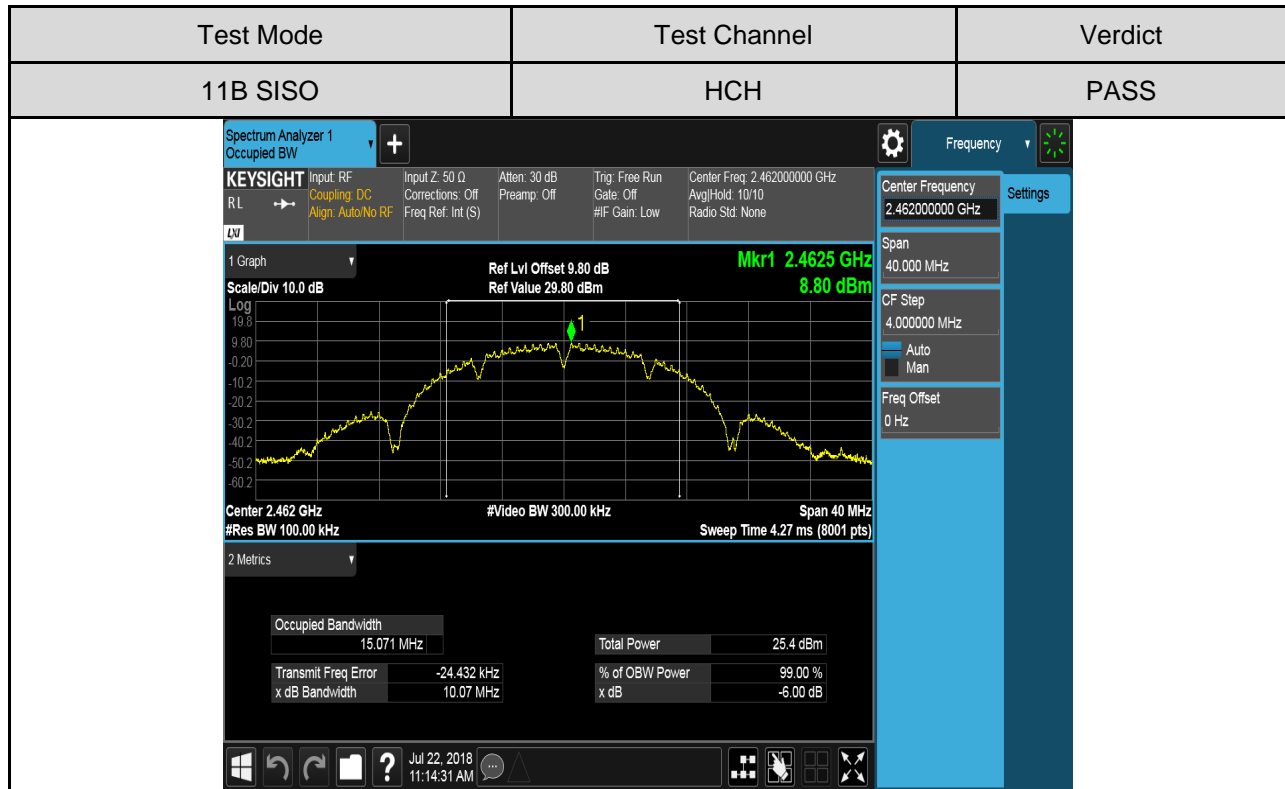 Test Mode Test Channel Verdict
11B SISO HCH PASS
Spectrum Analyzer 1
Occupied BW
+
Frequency
KEYSIGHT Input: RF Input Z: 50 Ω Atten: 30 dB Trig: Free Run Center Freq: 2.462000000 GHz
RL Coupling: DC Corrections: Off Preamp: Off Gate: Off Avg|Hold: 10/10
Align: Auto/No RF Freq Ref: Int (S) #IF Gain: Low Radio Std: None
LXI
Center Frequency
2.462000000 GHz
Settings
Span
40.000 MHz
CF Step
4.000000 MHz
Auto
Man
Freq Offset
0 Hz
1 Graph Ref Lvl Offset 9.80 dB Mkr1 2.4625 GHz
Scale/Div 10.0 dB Ref Value 29.80 dBm 8.80 dBm
Log
19.8
1
9.80
-0.20
-10.2
-20.2
-30.2
-40.2
-50.2
-60.2
Center 2.462 GHz #Video BW 300.00 kHz Span 40 MHz
#Res BW 100.00 kHz Sweep Time 4.27 ms (8001 pts)
2 Metrics
Occupied Bandwidth
15.071 MHz Total Power 25.4 dBm
Transmit Freq Error -24.432 kHz % of OBW Power 99.00 %
x dB Bandwidth 10.07 MHz x dB -6.00 dB
? Jul 22, 2018
11:14:31 AM